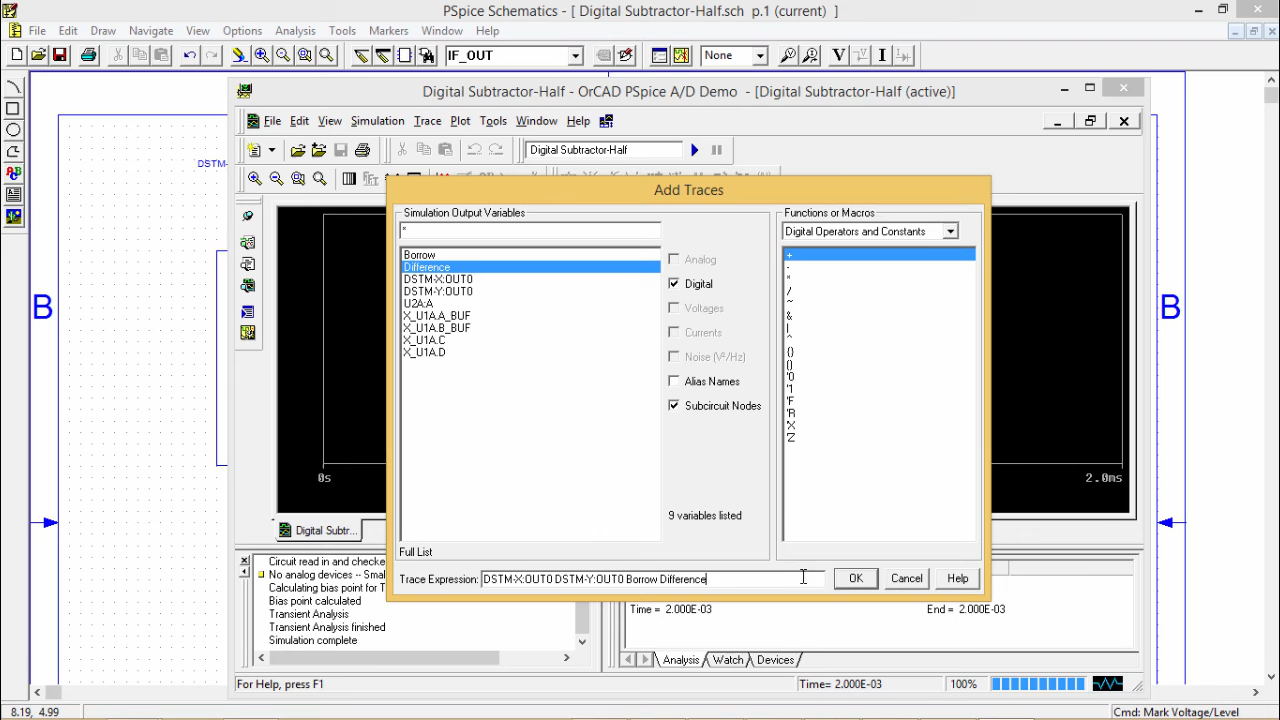 PSpice Schematics - [ Digital Subtractor-Half.sch p.1 (current) ]
File Edit Draw Navigate View Options Analysis Tools Markers Window Help
IF_OUT None V I
DSTM-
B B
Digital Subtractor-Half - OrCAD PSpice A/D Demo - [Digital Subtractor-Half (active)]
File Edit View Simulation Trace Plot Tools Window Help
Digital Subtractor-Half
Add Traces
Simulation Output Variables
*
Borrow
Difference
DSTM-X:OUT0
DSTM-Y:OUT0
U2A:A
X_U1A.A_BUF
X_U1A.B_BUF
X_U1A.C
X_U1A.D
Full List
Analog
Digital
Voltages
Currents
Noise (V²/Hz)
Alias Names
Subcircuit Nodes
9 variables listed
Functions or Macros
Digital Operators and Constants
+
-
*
/
~
&
|
^
()
()
'0
'1
'F
'R
'X
'Z
Trace Expression: DSTM-X:OUT0 DSTM-Y:OUT0 Borrow Difference
OK Cancel Help
0s 2.0ms
Digital Subtr...
Circuit read in and checke
No analog devices -- Smal
Calculating bias point for T
Bias point calculated
Transient Analysis
Transient Analysis finished
Simulation complete
Time = 2.000E-03 End = 2.000E-03
Analysis Watch Devices
For Help, press F1 Time= 2.000E-03 100%
8.19, 4.99 Cmd: Mark Voltage/Level